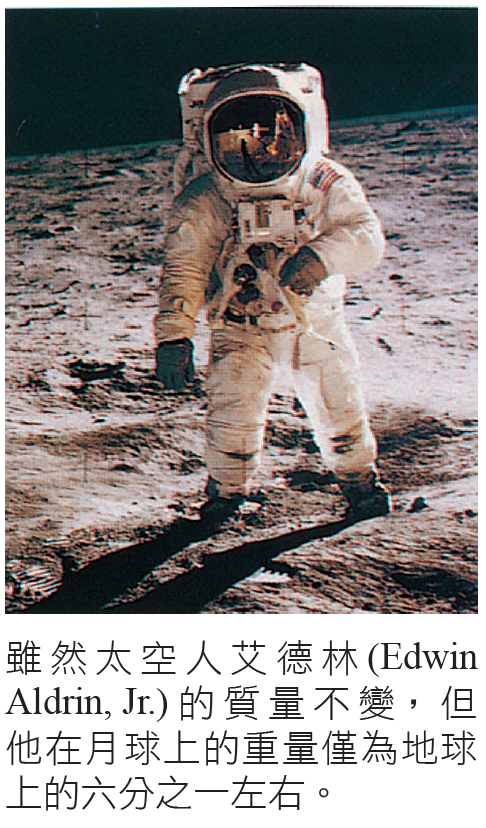 雖然太空人艾德林(Edwin
Aldrin, Jr.)的質量不變，但
他在月球上的重量僅為地球
上的六分之一左右。